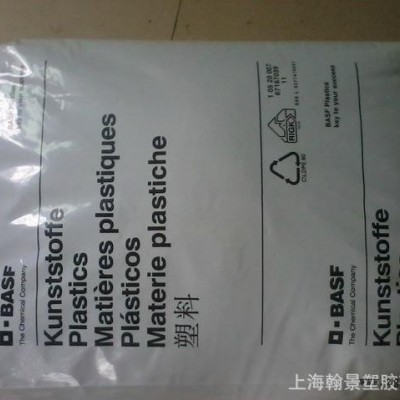 BASF
The Chemical Company
Kunststoffe
Plastics
Matières plastiques
Plásticos
Materie plastiche
塑料
RIGK
BASF Plastics
key to your success
BASF
The Chemical Company
Kunststoffe
上海翰景塑胶